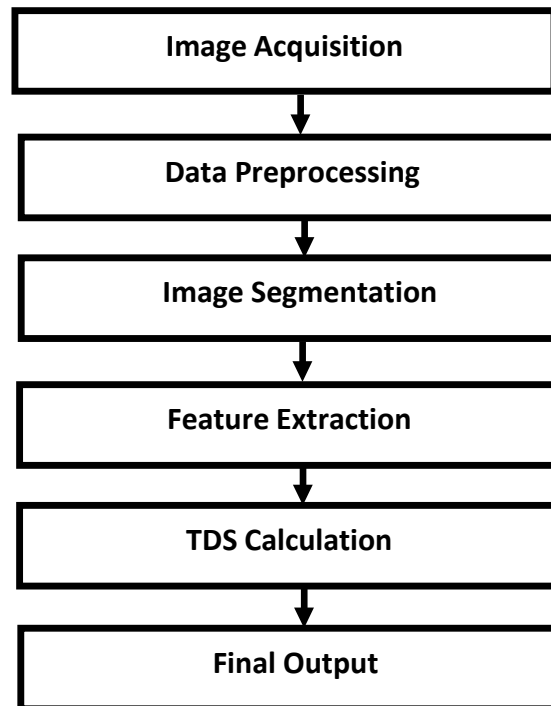 Image Acquisition
Data Preprocessing
Image Segmentation
Feature Extraction
TDS Calculation
Final Output